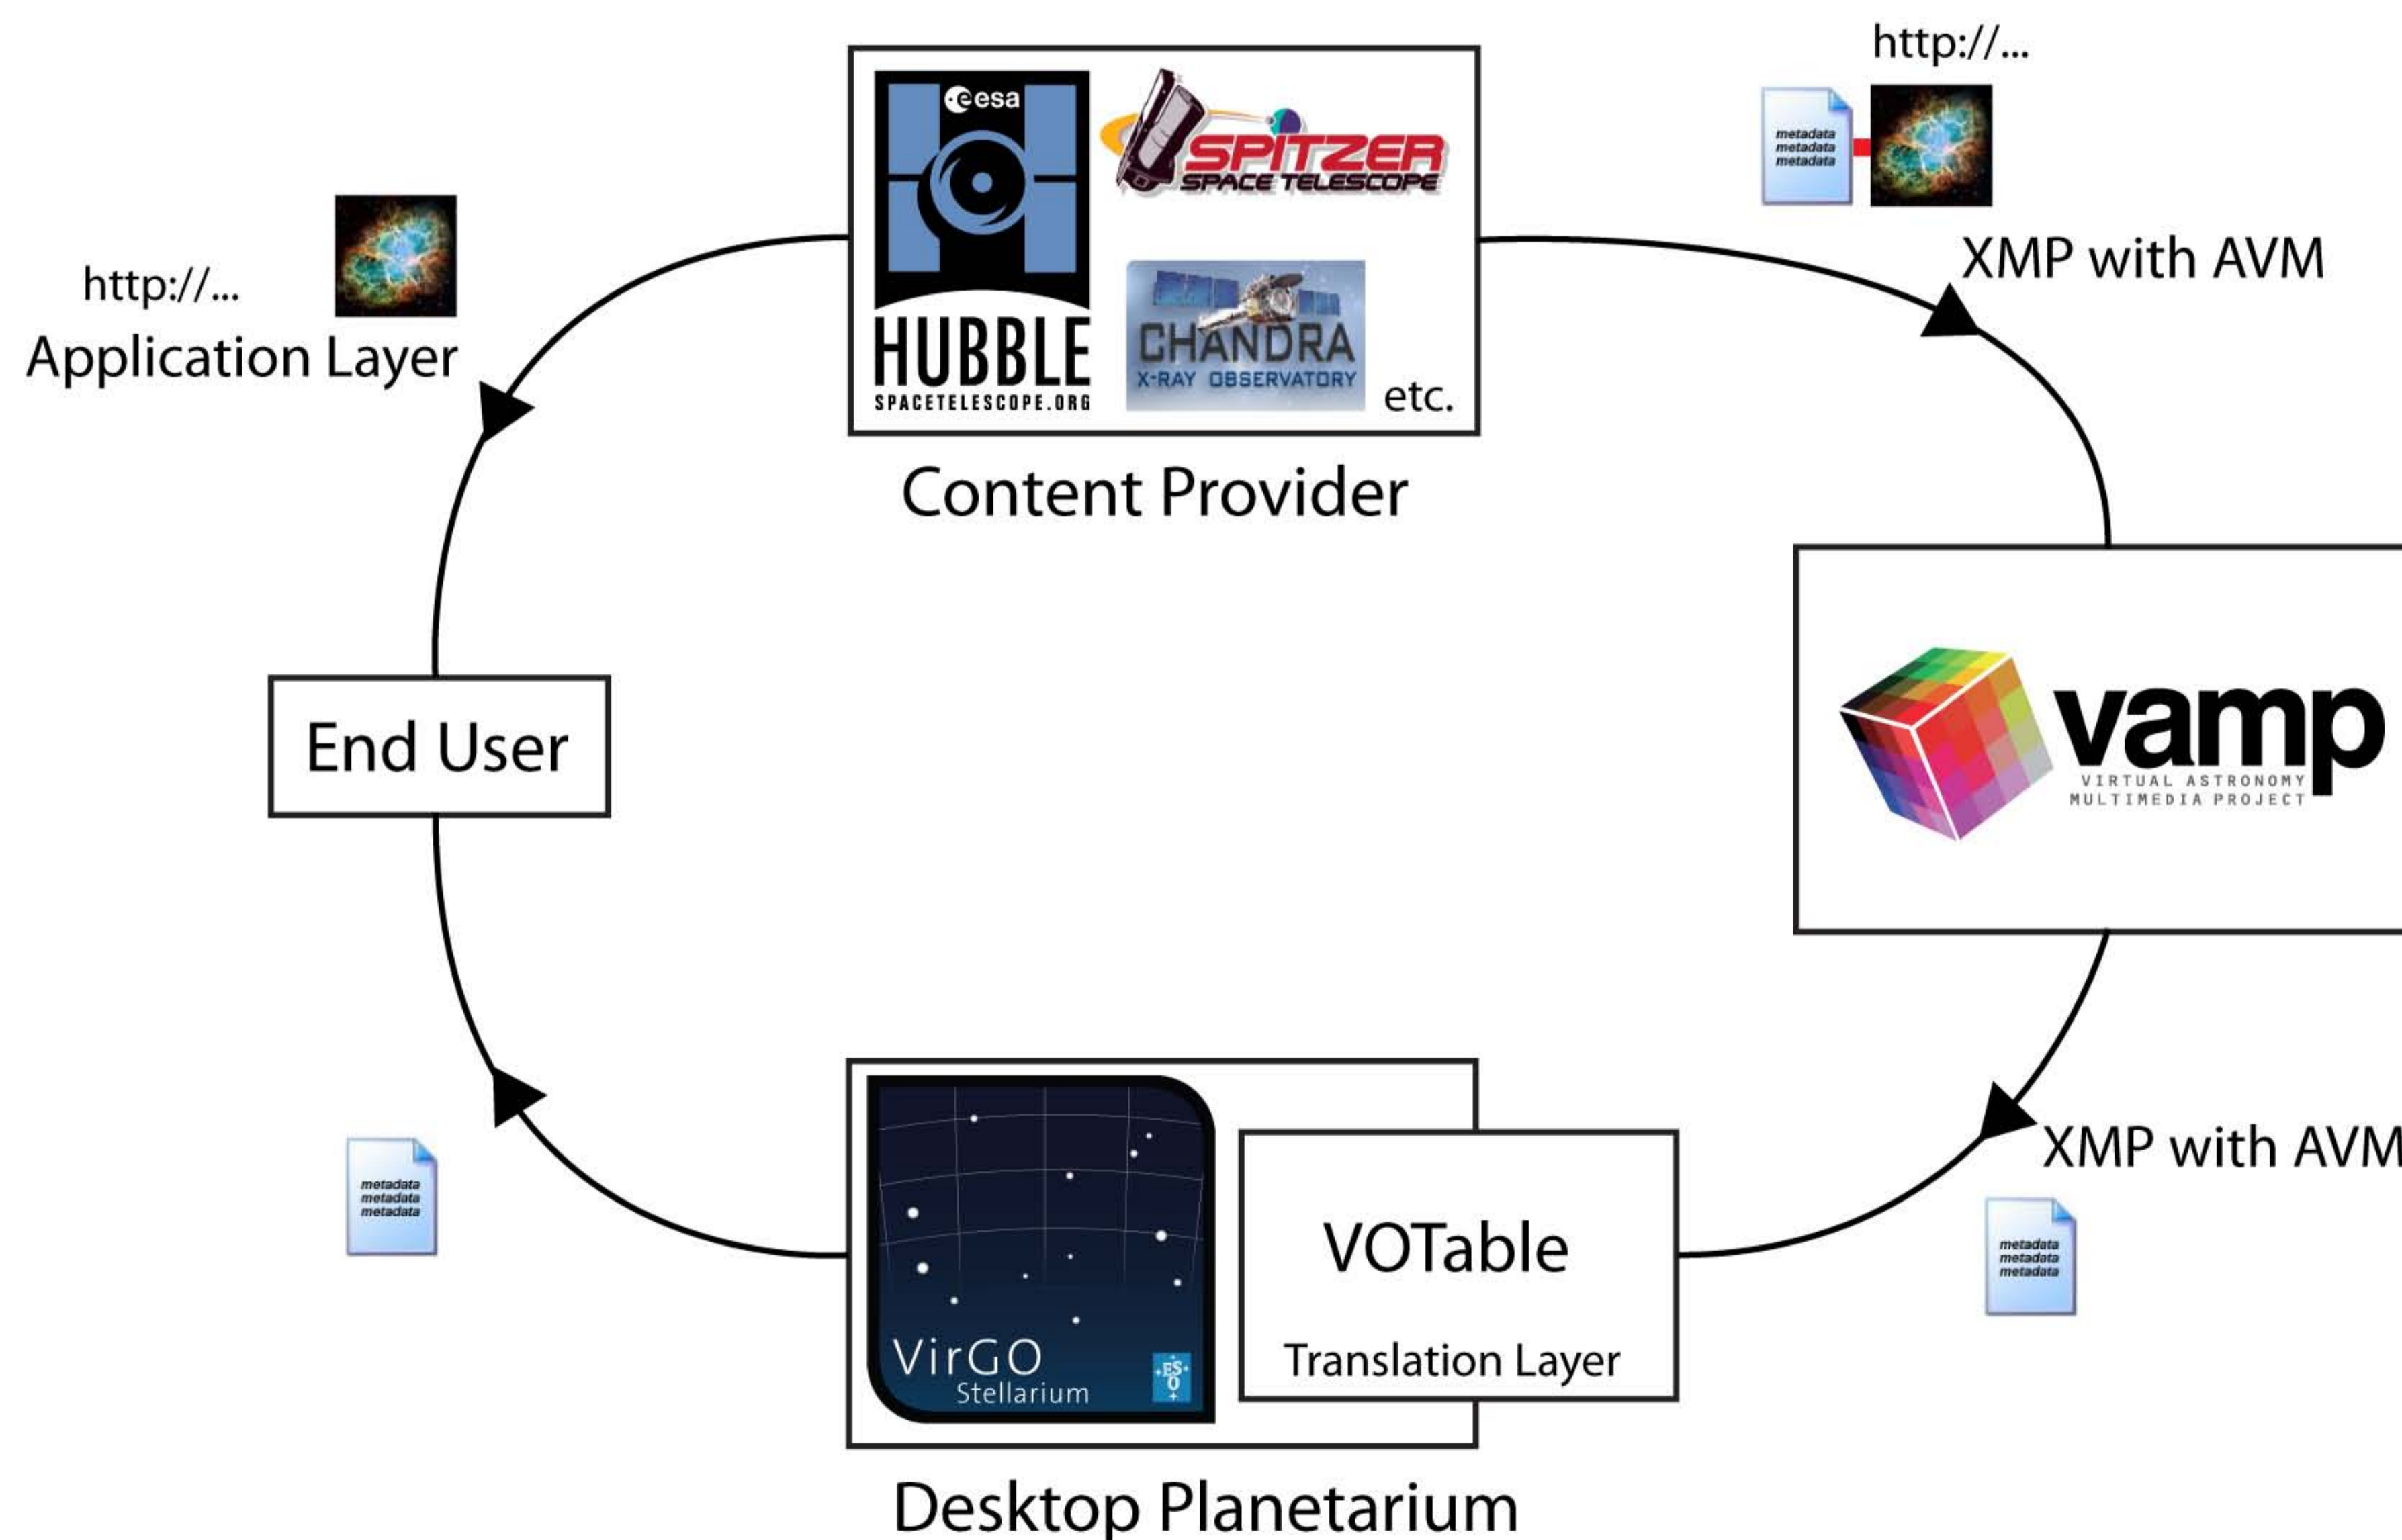 http://...
esa
SPITZER
SPACE TELESCOPE
metadata
metadata
metadata
XMP with AVM
http://...
Application Layer
HUBBLE
SPACETELESCOPE.ORG
CHANDRA
X-RAY OBSERVATORY
etc.
Content Provider
End User
vamp
VIRTUAL ASTRONOMY
MULTIMEDIA PROJECT
XMP with AVM
metadata
metadata
metadata
metadata
metadata
metadata
VOTable
Translation Layer
VirGO
Stellarium
ESO
Desktop Planetarium